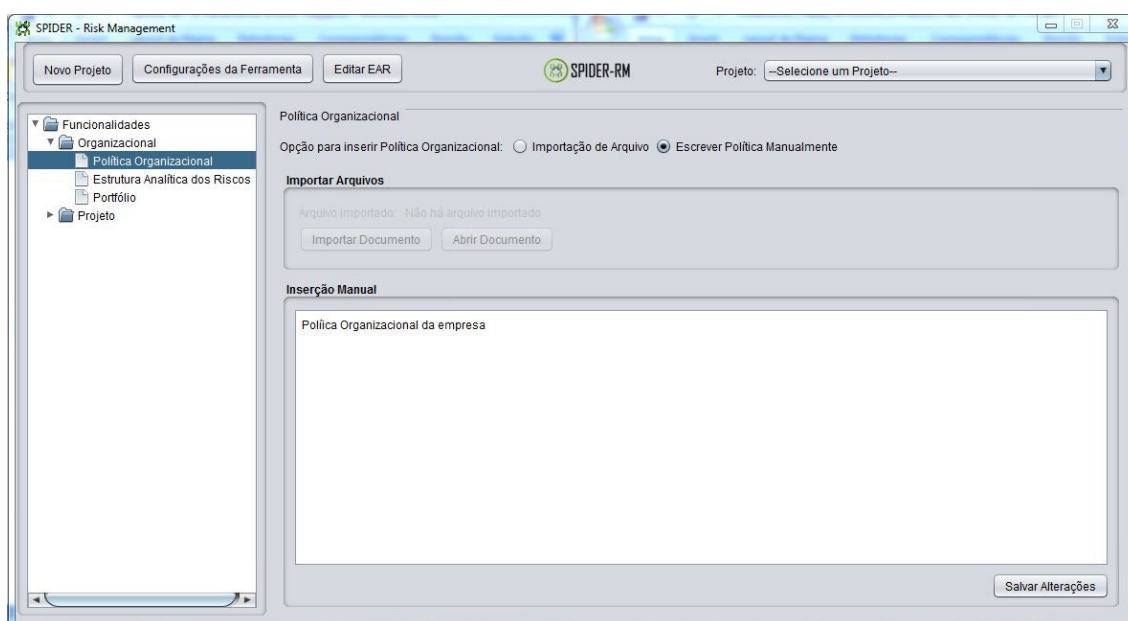 SPIDER - Risk Management
Novo Projeto Configurações da Ferramenta Editar EAR SPIDER-RM Projeto: --Selecione um Projeto--
Funcionalidades
Organizacional
Política Organizacional
Estrutura Analítica dos Riscos
Portfólio
Projeto
Política Organizacional
Opção para inserir Política Organizacional: Importação de Arquivo Escrever Política Manualmente
Importar Arquivos
Arquivo importado: Não há arquivo importado
Importar Documento Abrir Documento
Inserção Manual
Políica Organizacional da empresa
Salvar Alterações